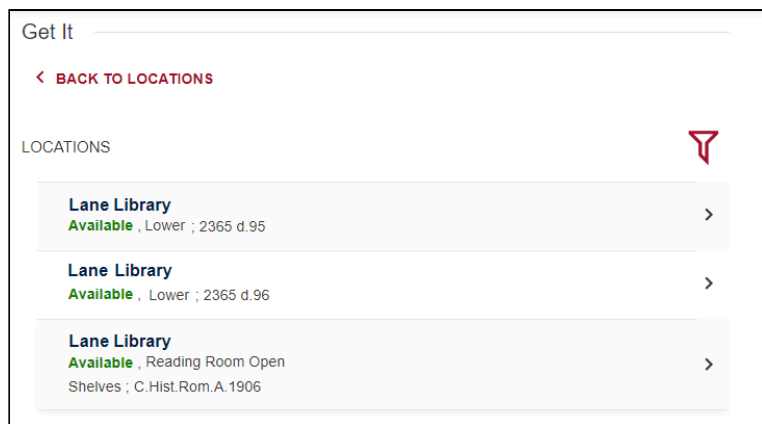 Get It
BACK TO LOCATIONS
LOCATIONS
Lane Library
Available , Lower ; 2365 d.95
Lane Library
Available , Lower ; 2365 d.96
Lane Library
Available , Reading Room Open
Shelves ; C.Hist.Rom.A.1906